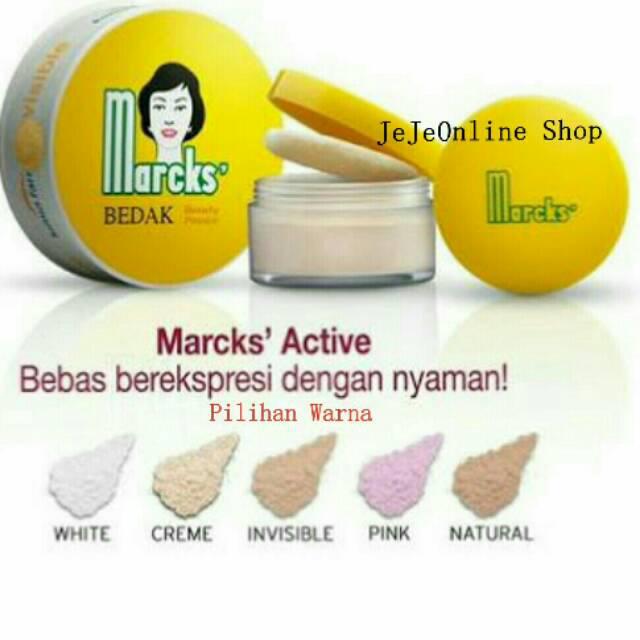 Marcks'
BEDAK Beauty
Powder
Invisible
JeJeOnline Shop
Marcks'
Marcks' Active
Bebas berekspresi dengan nyaman!
Pilihan Warna
WHITE CREME INVISIBLE PINK NATURAL